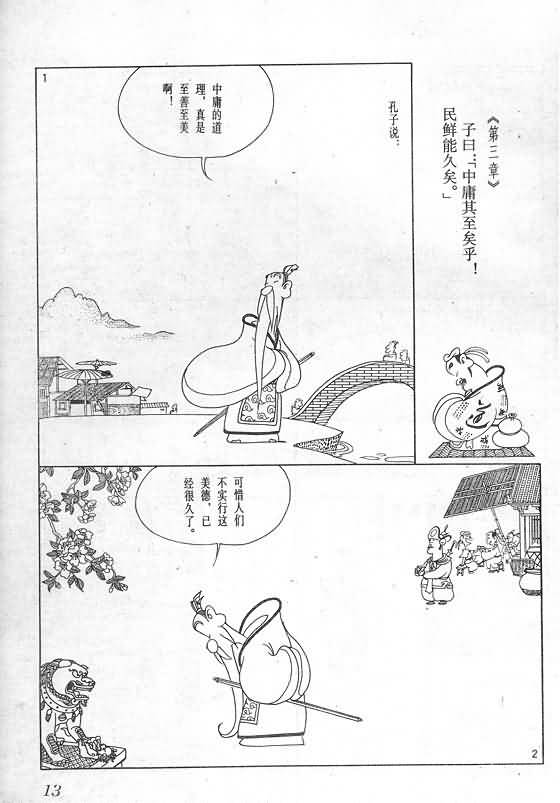 《第三章》
子曰：「中庸其至矣乎！
民鲜能久矣。」
1
孔子说：
中庸的道
理，真是
至善至美
啊！
可惜人们
不实行这
美德，已
经很久了。
2
13